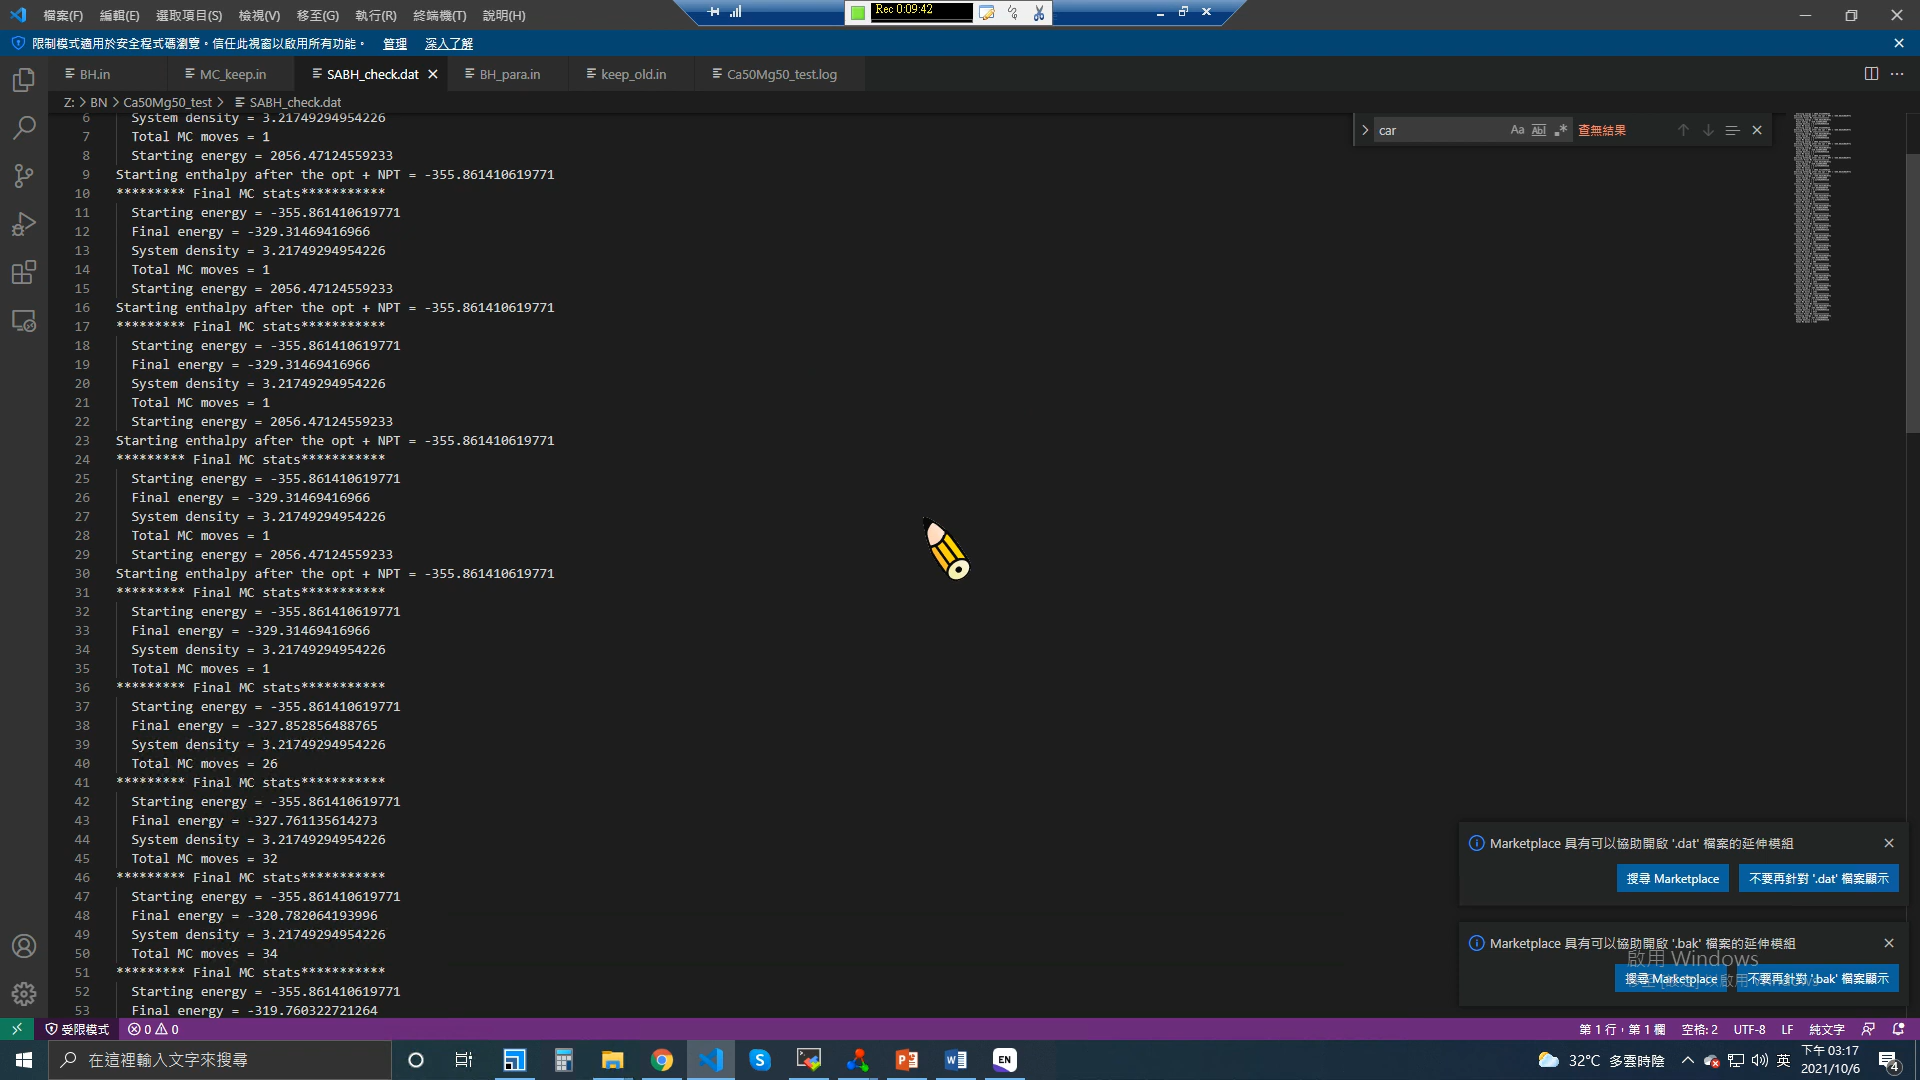 檔案(F) 編輯(E) 選取項目(S) 檢視(V) 移至(G) 執行(R) 終端機(T) 說明(H)
Rec 0:09:42
限制模式適用於安全程式碼瀏覽。信任此視窗以啟用所有功能。 管理 深入了解
BH.in MC_keep.in SABH_check.dat BH_para.in keep_old.in Ca50Mg50_test.log
Z: > BN > Ca50Mg50_test > SABH_check.dat
car Aa Abl .* 查無結果
6 System density = 3.21749294954226
7 Total MC moves = 1
8 Starting energy = 2056.47124559233
9 Starting enthalpy after the opt + NPT = -355.861410619771
10 ********* Final MC stats***********
11 Starting energy = -355.861410619771
12 Final energy = -329.31469416966
13 System density = 3.21749294954226
14 Total MC moves = 1
15 Starting energy = 2056.47124559233
16 Starting enthalpy after the opt + NPT = -355.861410619771
17 ********* Final MC stats***********
18 Starting energy = -355.861410619771
19 Final energy = -329.31469416966
20 System density = 3.21749294954226
21 Total MC moves = 1
22 Starting energy = 2056.47124559233
23 Starting enthalpy after the opt + NPT = -355.861410619771
24 ********* Final MC stats***********
25 Starting energy = -355.861410619771
26 Final energy = -329.31469416966
27 System density = 3.21749294954226
28 Total MC moves = 1
29 Starting energy = 2056.47124559233
30 Starting enthalpy after the opt + NPT = -355.861410619771
31 ********* Final MC stats***********
32 Starting energy = -355.861410619771
33 Final energy = -329.31469416966
34 System density = 3.21749294954226
35 Total MC moves = 1
36 ********* Final MC stats***********
37 Starting energy = -355.861410619771
38 Final energy = -327.852856488765
39 System density = 3.21749294954226
40 Total MC moves = 26
41 ********* Final MC stats***********
42 Starting energy = -355.861410619771
43 Final energy = -327.761135614273
44 System density = 3.21749294954226
45 Total MC moves = 32
46 ********* Final MC stats***********
47 Starting energy = -355.861410619771
48 Final energy = -320.782064193996
49 System density = 3.21749294954226
50 Total MC moves = 34
51 ********* Final MC stats***********
52 Starting energy = -355.861410619771
53 Final energy = -319.760322721264
Marketplace 具有可以協助開啟 '.dat' 檔案的延伸模組
搜尋 Marketplace 不要再針對 '.dat' 檔案顯示
Marketplace 具有可以協助開啟 '.bak' 檔案的延伸模組
啟用 Windows
搜尋 Marketplace 不要再針對 '.bak' 檔案顯示
受限模式 0 0 第 1 行，第 1 欄 空格: 2 UTF-8 LF 純文字
在這裡輸入文字來搜尋 EN 32°C 多雲時陰 英 下午 03:17
2021/10/6 4